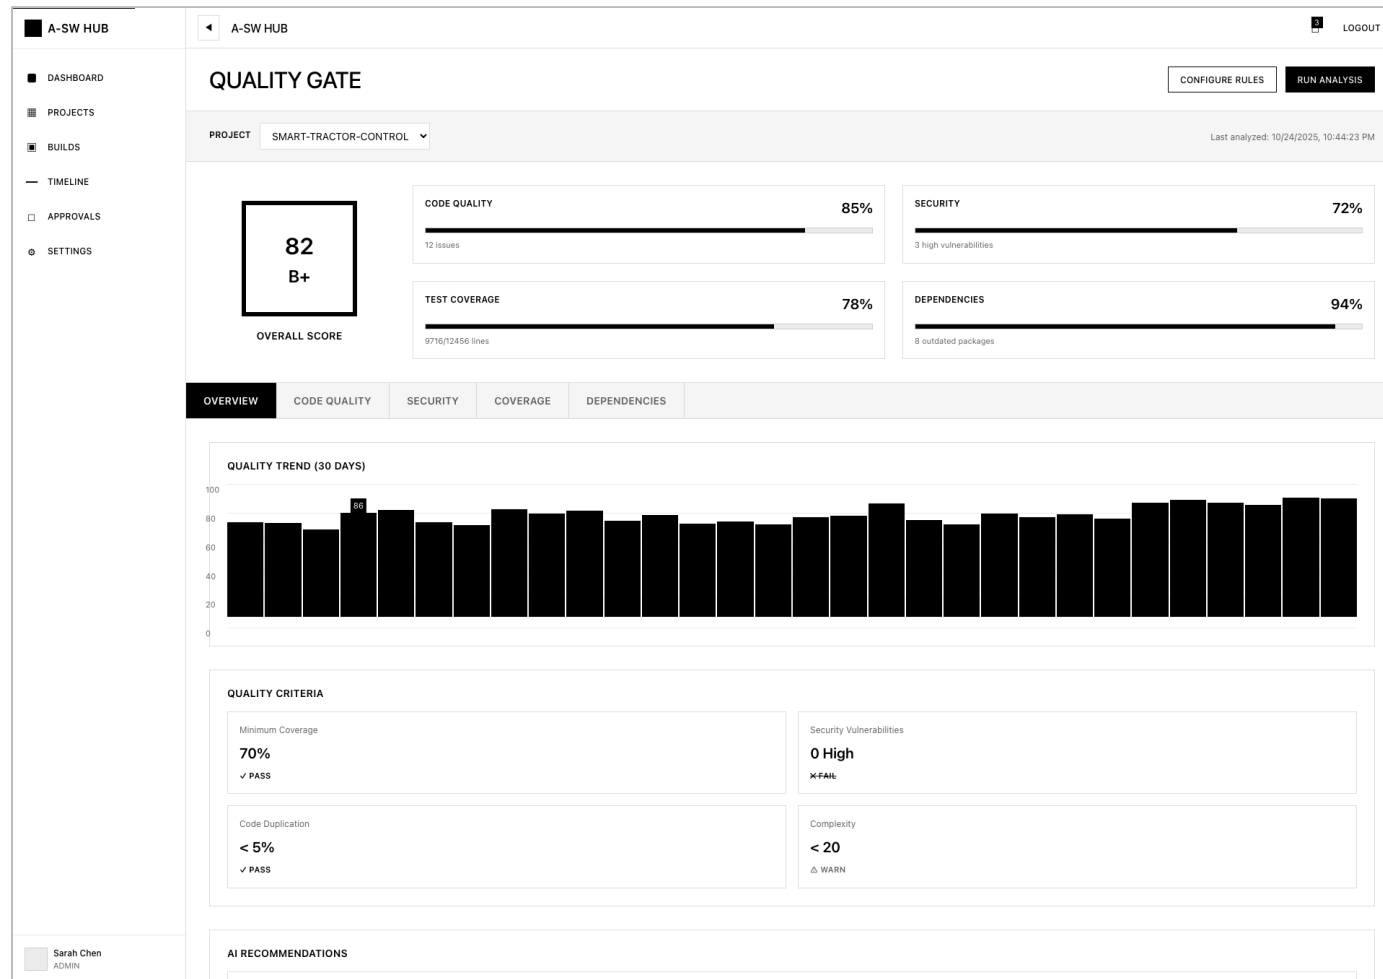 A-SW HUB
DASHBOARD
PROJECTS
BUILDS
TIMELINE
APPROVALS
SETTINGS
Sarah Chen
ADMIN
A-SW HUB
3
LOGOUT
QUALITY GATE
CONFIGURE RULES
RUN ANALYSIS
PROJECT
SMART-TRACTOR-CONTROL
Last analyzed: 10/24/2025, 10:44:23 PM
82
B+
OVERALL SCORE
CODE QUALITY
85%
12 issues
SECURITY
72%
3 high vulnerabilities
TEST COVERAGE
78%
9716/12456 lines
DEPENDENCIES
94%
8 outdated packages
OVERVIEW
CODE QUALITY
SECURITY
COVERAGE
DEPENDENCIES
QUALITY TREND (30 DAYS)
100
80
60
40
20
0
86
QUALITY CRITERIA
Minimum Coverage
70%
✓ PASS
Security Vulnerabilities
0 High
✕ FAIL
Code Duplication
< 5%
✓ PASS
Complexity
< 20
⚠ WARN
AI RECOMMENDATIONS